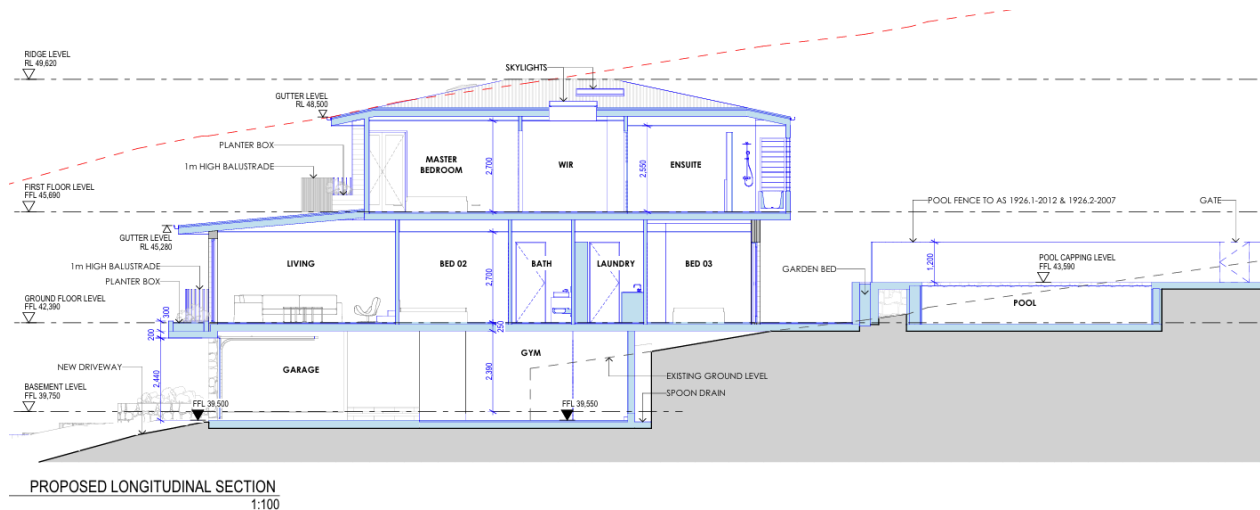 RIDGE LEVEL
RL 49,620
SKYLIGHTS
GUTTER LEVEL
RL 48,500
PLANTER BOX
1m HIGH BALUSTRADE
MASTER
BEDROOM
2,700
WIR
2,550
ENSUITE
FIRST FLOOR LEVEL
FFL 45,690
POOL FENCE TO AS 1926.1-2012 & 1926.2-2007
GATE
GUTTER LEVEL
RL 45,280
1m HIGH BALUSTRADE
PLANTER BOX
LIVING
BED 02
2,700
BATH
LAUNDRY
BED 03
GARDEN BED
1,200
POOL CAPPING LEVEL
FFL 43,590
POOL
GROUND FLOOR LEVEL
FFL 42,390
300
200
250
NEW DRIVEWAY
2,440
GARAGE
2,390
GYM
EXISTING GROUND LEVEL
SPOON DRAIN
BASEMENT LEVEL
FFL 39,750
FFL 39,500
FFL 39,550
PROPOSED LONGITUDINAL SECTION
1:100